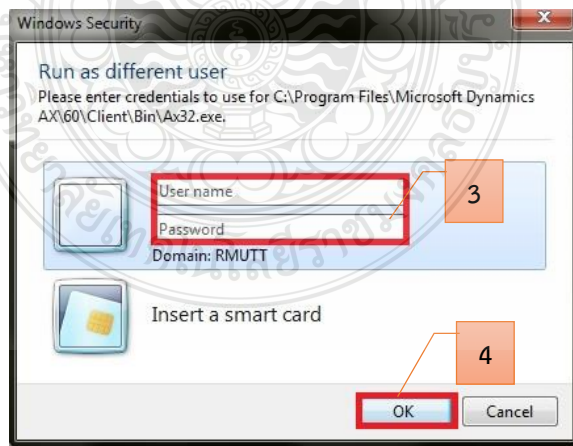 Windows Security
Run as different user
Please enter credentials to use for C:\Program Files\Microsoft Dynamics
AX\60\Client\Bin\Ax32.exe.
User name
3
Password
Domain: RMUTT
Insert a smart card
4
OK
Cancel